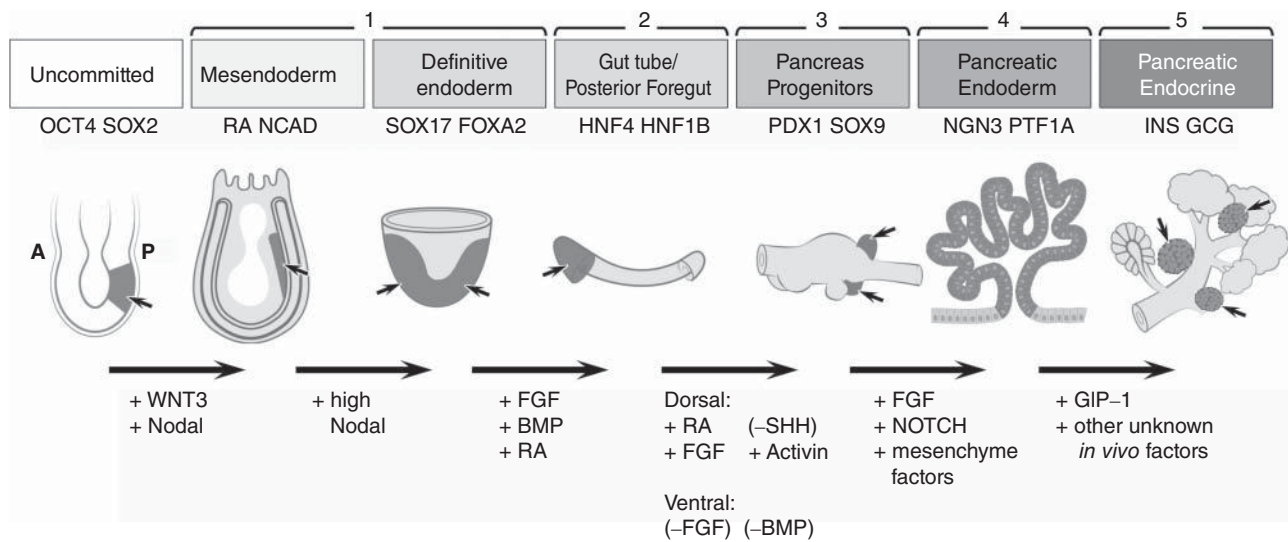 1 2 3 4 5
Uncommitted
Mesendoderm
Definitive
endoderm
Gut tube/
Posterior Foregut
Pancreas
Progenitors
Pancreatic
Endoderm
Pancreatic
Endocrine
OCT4 SOX2
RA NCAD
SOX17 FOXA2
HNF4 HNF1B
PDX1 SOX9
NGN3 PTF1A
INS GCG
A P
+ WNT3
+ Nodal
+ high
Nodal
+ FGF
+ BMP
+ RA
Dorsal:
+ RA (–SHH)
+ FGF + Activin
Ventral:
(–FGF) (–BMP)
+ FGF
+ NOTCH
+ mesenchyme
factors
+ GIP–1
+ other unknown
in vivo factors